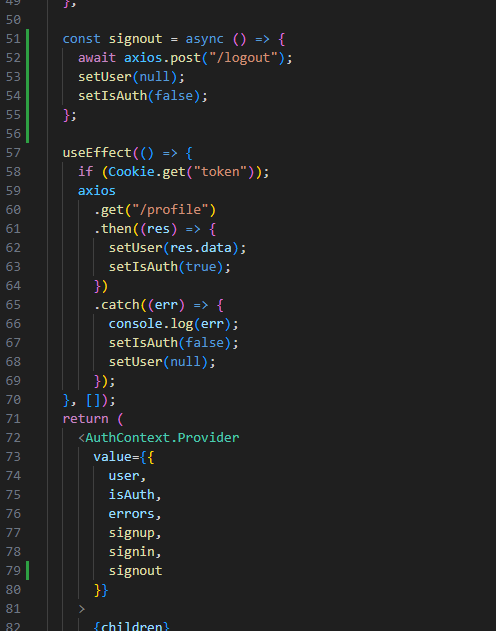 49 };
50
51 const signout = async () => {
52 await axios.post("/logout");
53 setUser(null);
54 setIsAuth(false);
55 };
56
57 useEffect(() => {
58 if (Cookie.get("token"));
59 axios
60 .get("/profile")
61 .then((res) => {
62 setUser(res.data);
63 setIsAuth(true);
64 })
65 .catch((err) => {
66 console.log(err);
67 setIsAuth(false);
68 setUser(null);
69 });
70 }, []);
71 return (
72 <AuthContext.Provider
73 value={{
74 user,
75 isAuth,
76 errors,
77 signup,
78 signin,
79 signout
80 }}
81 >
82 {children}